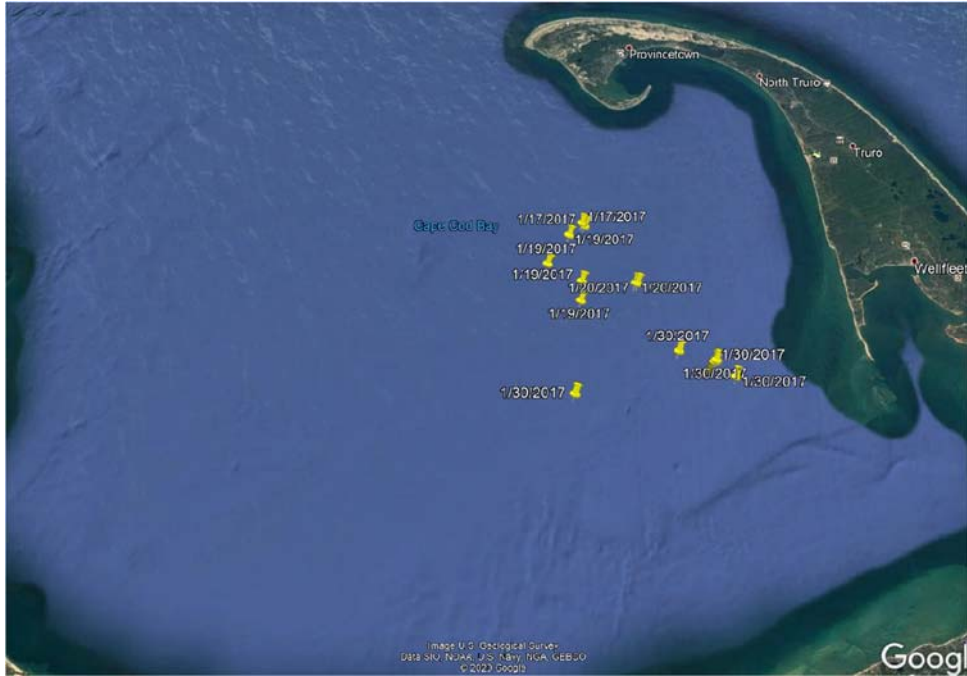 Provincetown
North Truro
Truro
1/17/2017 1/17/2017
Cape Cod Bay
1/19/2017
1/19/2017
Wellfleet
1/19/2017
1/20/2017 1/20/2017
1/19/2017
1/30/2017
1/30/2017
1/30/2017
1/30/2017
1/30/2017
Image U.S. Geological Survey
Data SIO, NOAA, U.S. Navy, NGA, GEBCO
© 2023 Google
Googl